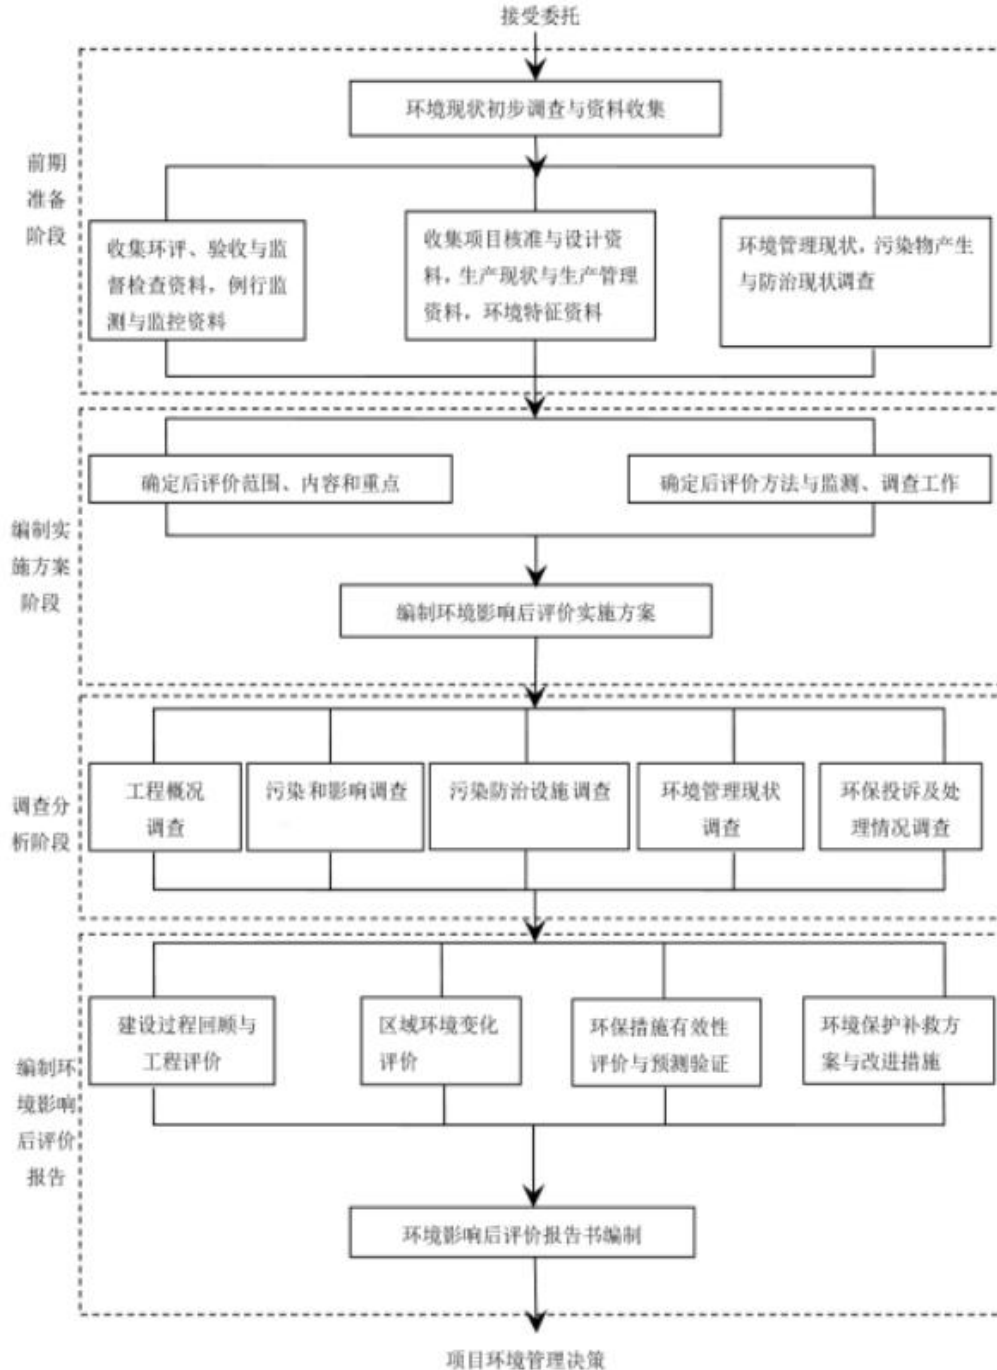 接受委托
环境现状初步调查与资料收集
前期
准备
阶段
收集环评、验收与监
督检查资料，例行监
测与监控资料
收集项目核准与设计资
料，生产现状与生产管理
资料，环境特征资料
环境管理现状，污染物产生
与防治现状调查
编制实
施方案
阶段
确定后评价范围、内容和重点
确定后评价方法与监测、调查工作
编制环境影响后评价实施方案
调查分
析阶段
工程概况
调查
污染和影响调查
污染防治设施调查
环境管理现状
调查
环保投诉及处
理情况调查
编制环
境影响
后评价
报告
建设过程回顾与
工程评价
区域环境变化
评价
环保措施有效性
评价与预测验证
环境保护补救方
案与改进措施
环境影响后评价报告书编制
项目环境管理决策